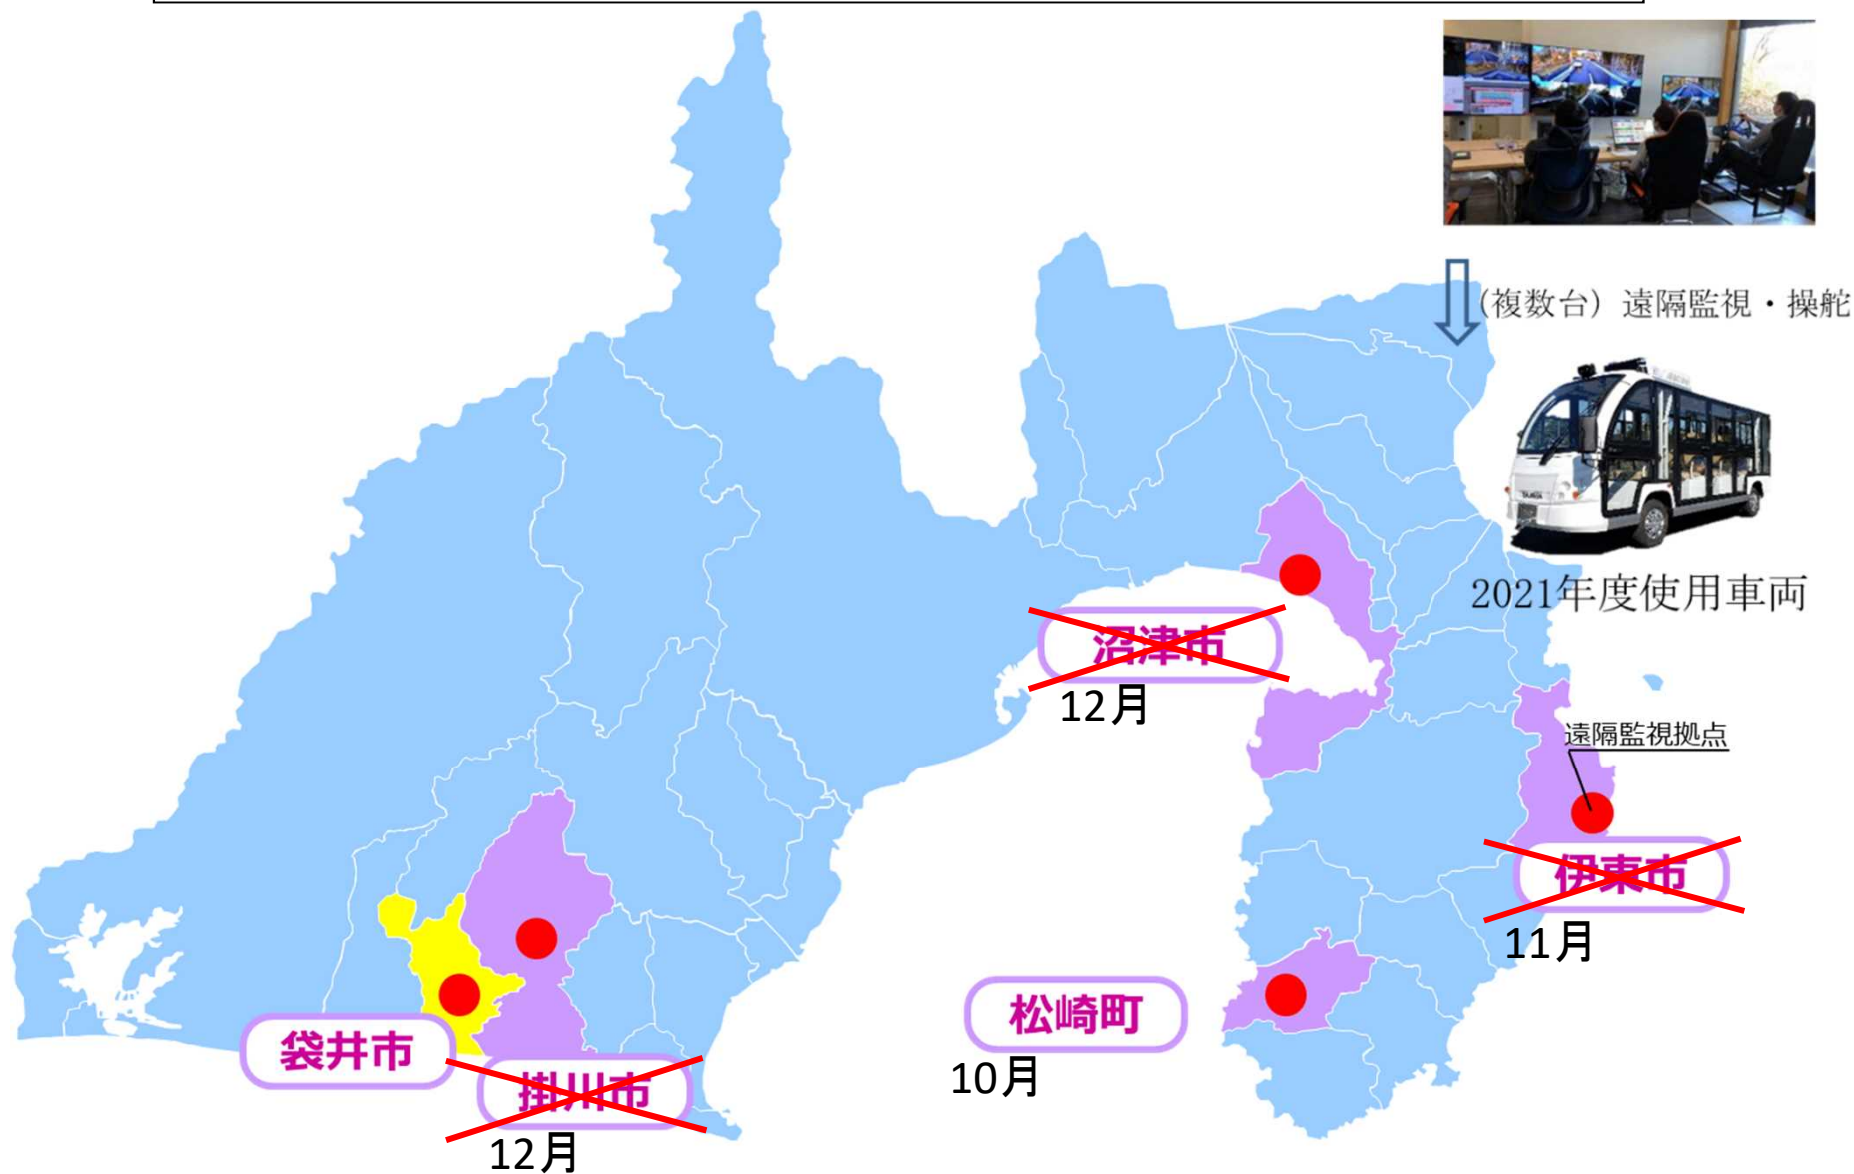 (複数台) 遠隔監視・操舵
2021年度使用車両
沼津市
12月
遠隔監視拠点
伊東市
11月
松崎町
10月
袋井市
掛川市
12月